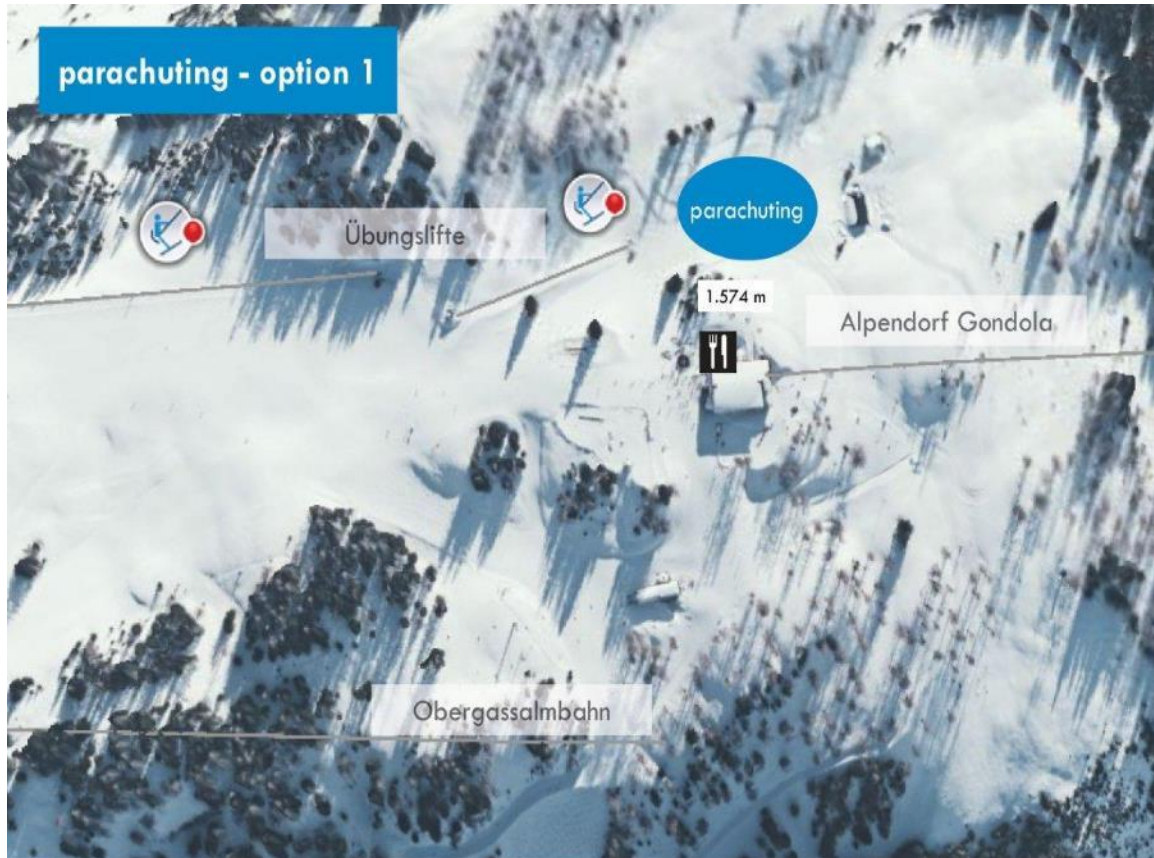 parachuting - option 1
parachuting
Übungslifte
1.574 m
Alpendorf Gondola
Obergassalmbahn